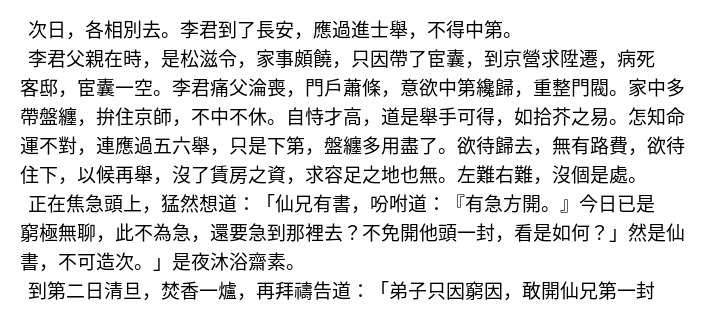 次日，各相別去。李君到了長安，應過進士舉，不得中第。
李君父親在時，是松滋令，家事頗饒，只因帶了宦囊，到京營求陞遷，病死
客邸，宦囊一空。李君痛父淪喪，門戶蕭條，意欲中第纔歸，重整門閥。家中多
帶盤纏，拚住京師，不中不休。自恃才高，道是舉手可得，如拾芥之易。怎知命
運不對，連應過五六舉，只是下第，盤纏多用盡了。欲待歸去，無有路費，欲待
住下，以候再舉，沒了賃房之資，求容足之地也無。左難右難，沒個是處。
正在焦急頭上，猛然想道：「仙兄有書，吩咐道：『有急方開。』今日已是
窮極無聊，此不為急，還要急到那裡去？不免開他頭一封，看是如何？」然是仙
書，不可造次。」是夜沐浴齋素。
到第二日清旦，焚香一爐，再拜禱告道：「弟子只因窮因，敢開仙兄第一封